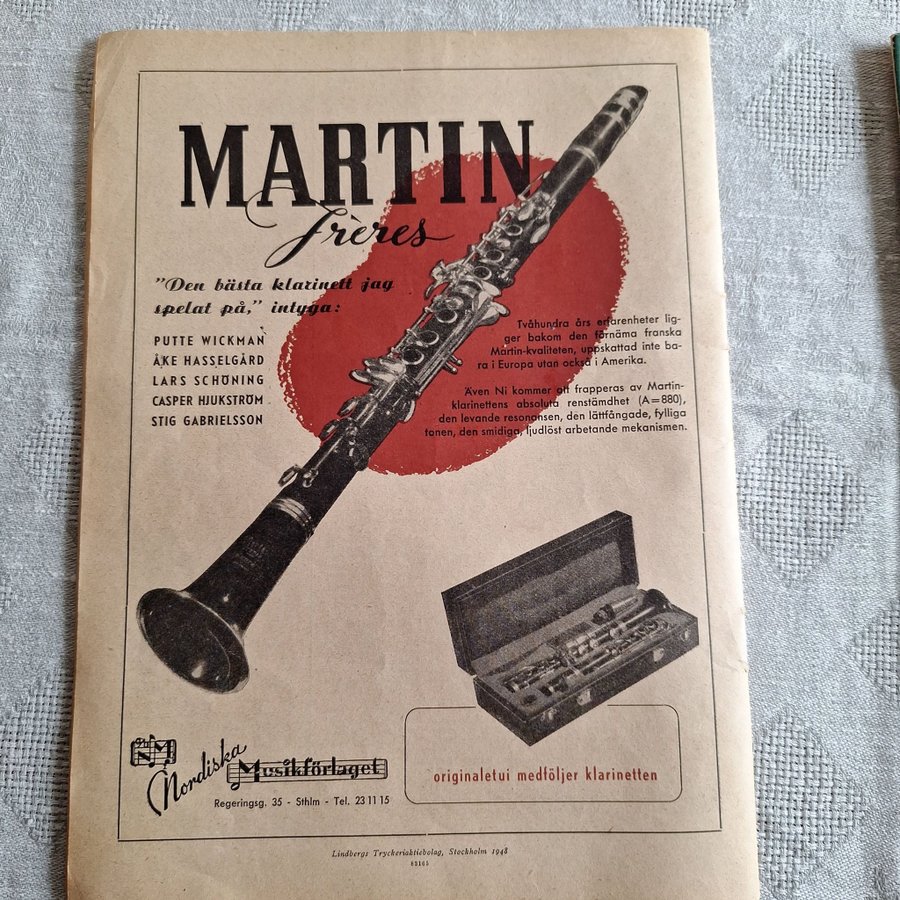 MARTIN
Frères
"Den bästa klarinett jag
spelat på," intyga:
PUTTE WICKMAN
ÅKE HASSELGÅRD
LARS SCHÖNING
CASPER HJUKSTRÖM
STIG GABRIELSSON
Tvåhundra års erfarenheter lig-
ger bakom den förnäma franska
Martin-kvaliteten, uppskattad inte ba-
ra i Europa utan också i Amerika.
Även Ni kommer att frapperas av Martin-
klarinettens absoluta renstämdhet (A=880),
den levande resonansen, den lättfångade, fylliga
tonen, den smidiga, ljudlöst arbetande mekanismen.
NM
Nordiska
Musikförlaget
Regeringsg. 35 - Sthlm - Tel. 23 11 15
originaletui medföljer klarinetten
Lindbergs Tryckeriaktiebolag, Stockholm 1948
63165